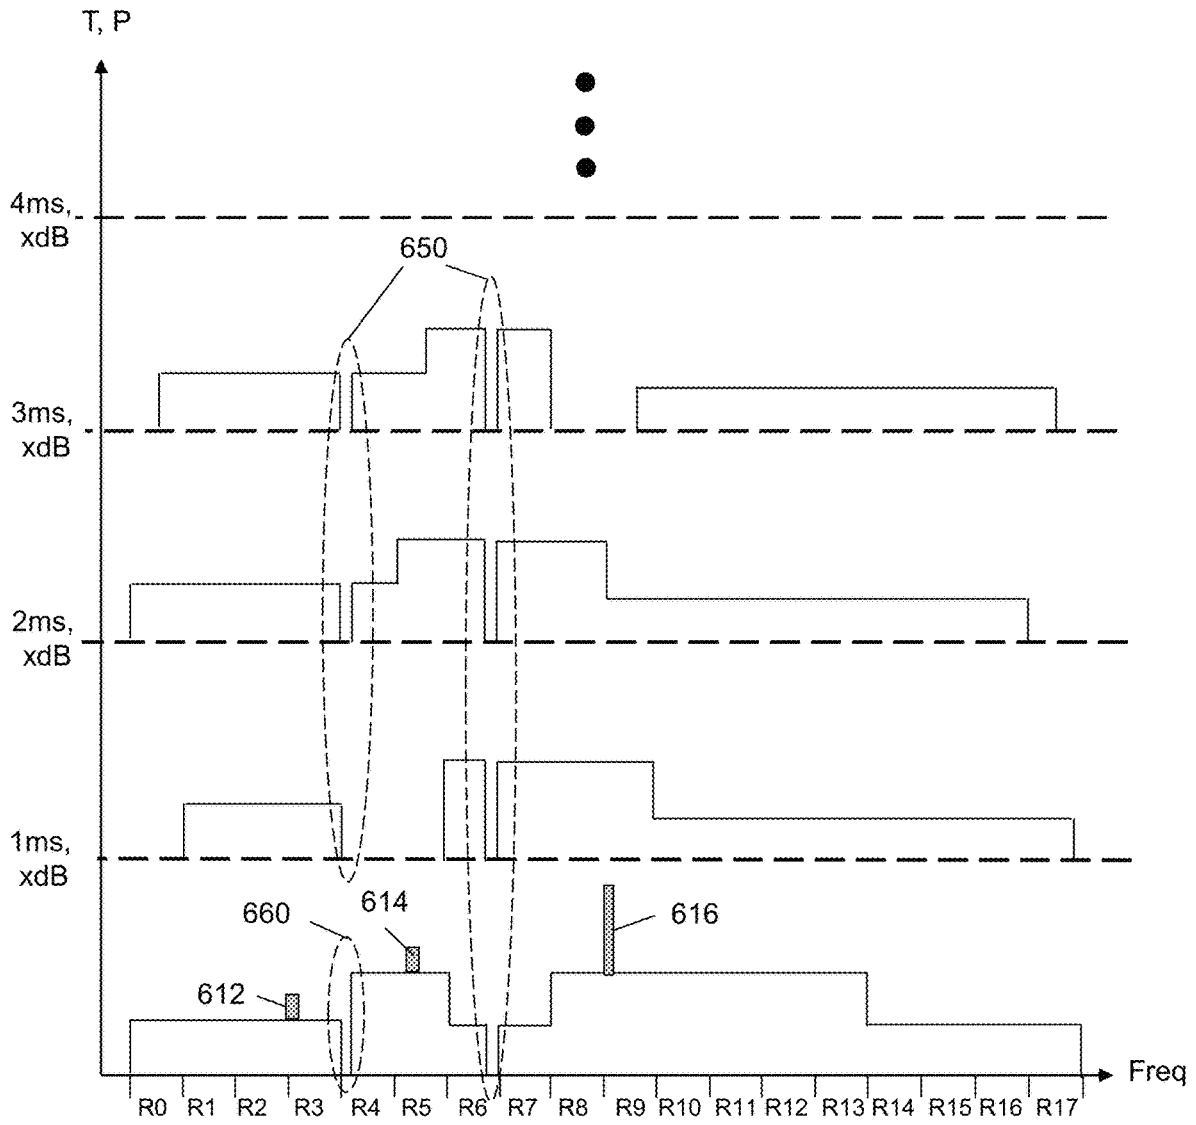 T, P
4ms,
xdB
650
3ms,
xdB
2ms,
xdB
1ms,
xdB
660
614
616
612
Freq
R0 R1 R2 R3 R4 R5 R6 R7 R8 R9 R10 R11 R12 R13 R14 R15 R16 R17